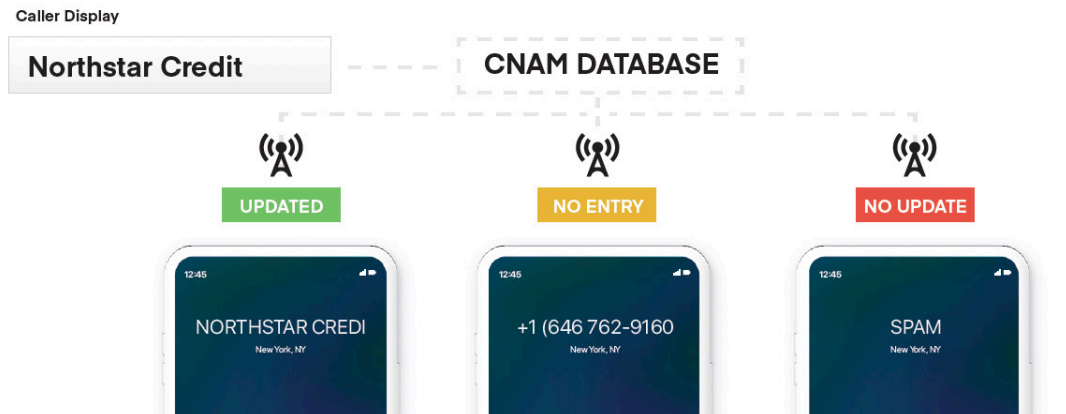 Caller Display
Northstar Credit
CNAM DATABASE
UPDATED
NO ENTRY
NO UPDATE
12:45
12:45
12:45
NORTHSTAR CREDI
+1 (646 762-9160
SPAM
New York, NY
New York, NY
New York, NY